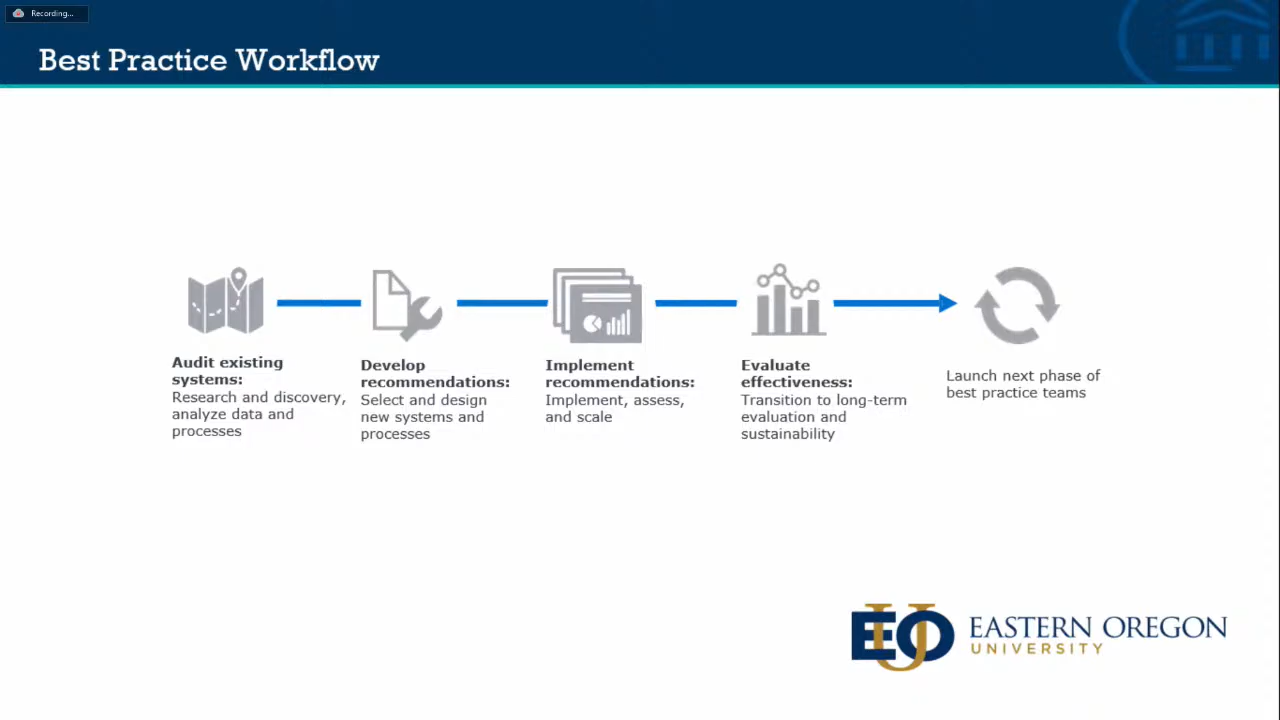 Recording...
Best Practice Workflow
Audit existing
systems:
Research and discovery,
analyze data and
processes
Develop
recommendations:
Select and design
new systems and
processes
Implement
recommendations:
Implement, assess,
and scale
Evaluate
effectiveness:
Transition to long-term
evaluation and
sustainability
Launch next phase of
best practice teams
EOU
EASTERN OREGON
UNIVERSITY